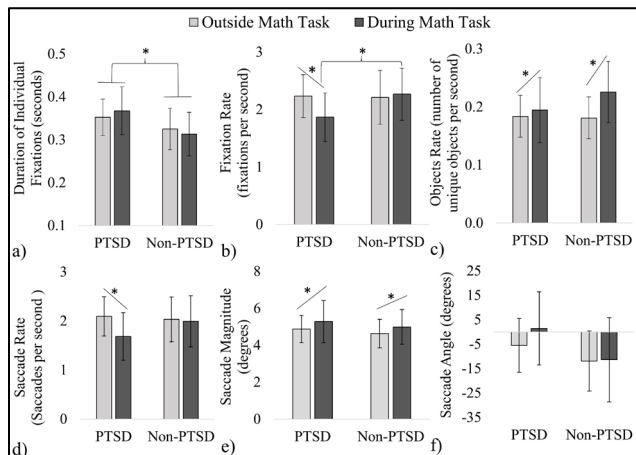 Outside Math Task During Math Task
Duration of Individual
Fixations (seconds)
0.5
0.4
0.3
0.2
0.1
*
PTSD Non-PTSD
a)
Fixation Rate
(fixations per second)
3
2
1
0
* *
PTSD Non-PTSD
b)
Objects Rate (number of
unique objects per second)
0.3
0.2
0.1
0.0
* *
PTSD Non-PTSD
c)
Saccade Rate
(Saccades per second )
3
2
1
0
*
PTSD Non-PTSD
d)
Saccade Magnitude
(degrees)
8
6
4
2
0
* *
PTSD Non-PTSD
e)
Saccade Angle (degrees)
25
15
5
-5
-15
-25
-35
PTSD Non-PTSD
f)